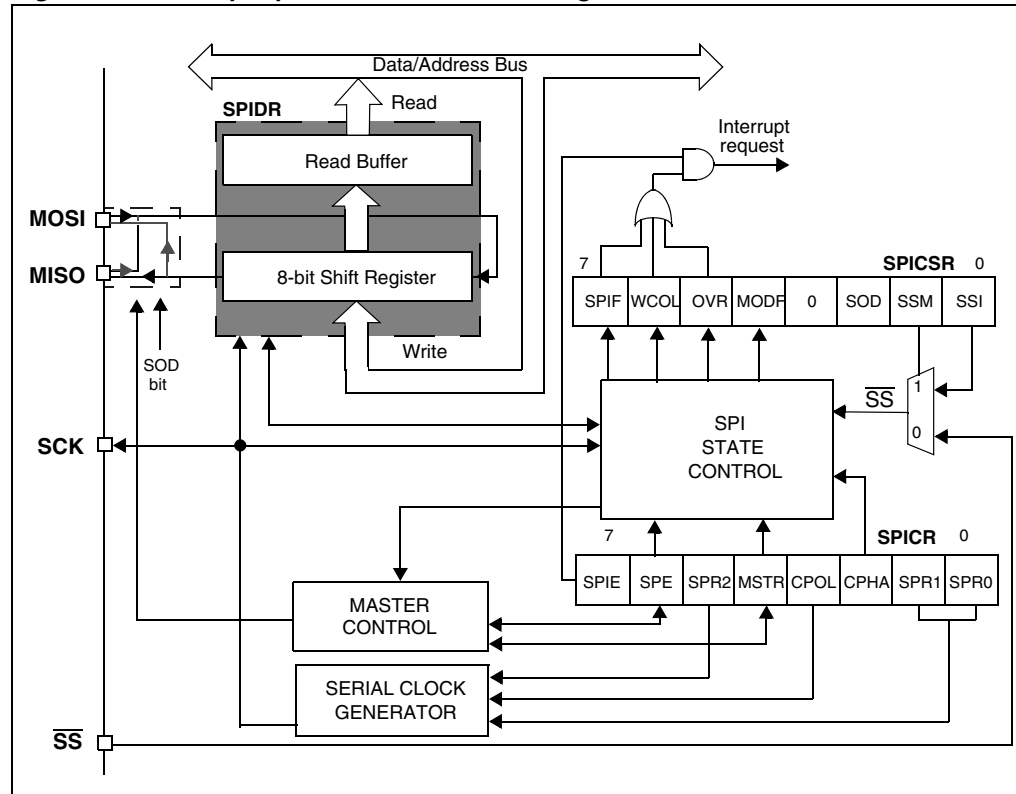 Data/Address Bus
SPIDR
Read
Interrupt
request
Read Buffer
MOSI
MISO
8-bit Shift Register
7
SPICSR 0
SPIF WCOL OVR MODF 0 SOD SSM SSI
SOD
bit
Write
1
SS
0
SCK
SPI
STATE
CONTROL
7
SPICR 0
SPIE SPE SPR2 MSTR CPOL CPHA SPR1 SPR0
MASTER
CONTROL
SERIAL CLOCK
GENERATOR
SS